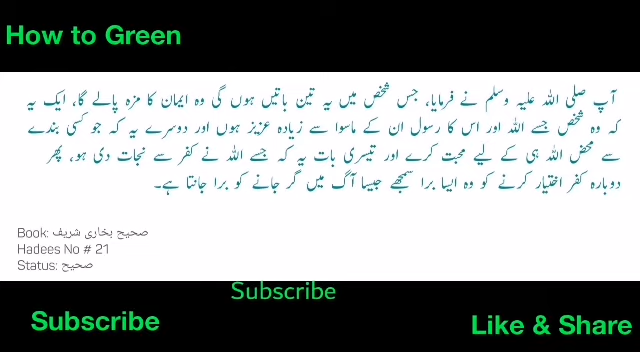 How to Green
آپ صلی اللہ علیہ وسلم نے فرمایا، جس شخص میں یہ تین باتیں ہوں گی وہ ایمان کا مزہ پالے گا، ایک یہ
کہ وہ شخص جسے اللہ اور اس کا رسول ان کے ماسوا سے زیادہ عزیز ہوں اور دوسرے یہ کہ جو کسی بندے
سے محض اللہ ہی کے لیے محبت کرے اور تیسری بات یہ کہ جسے اللہ نے کفر سے نجات دی ہو، پھر
دوبارہ کفر اختیار کرنے کو وہ ایسا برا سمجھے جیسا آگ میں گر جانے کو برا جانتا ہے۔
Book: صحیح بخاری شریف
Hadees No # 21
Status: صحیح
Subscribe
Subscribe
Like & Share